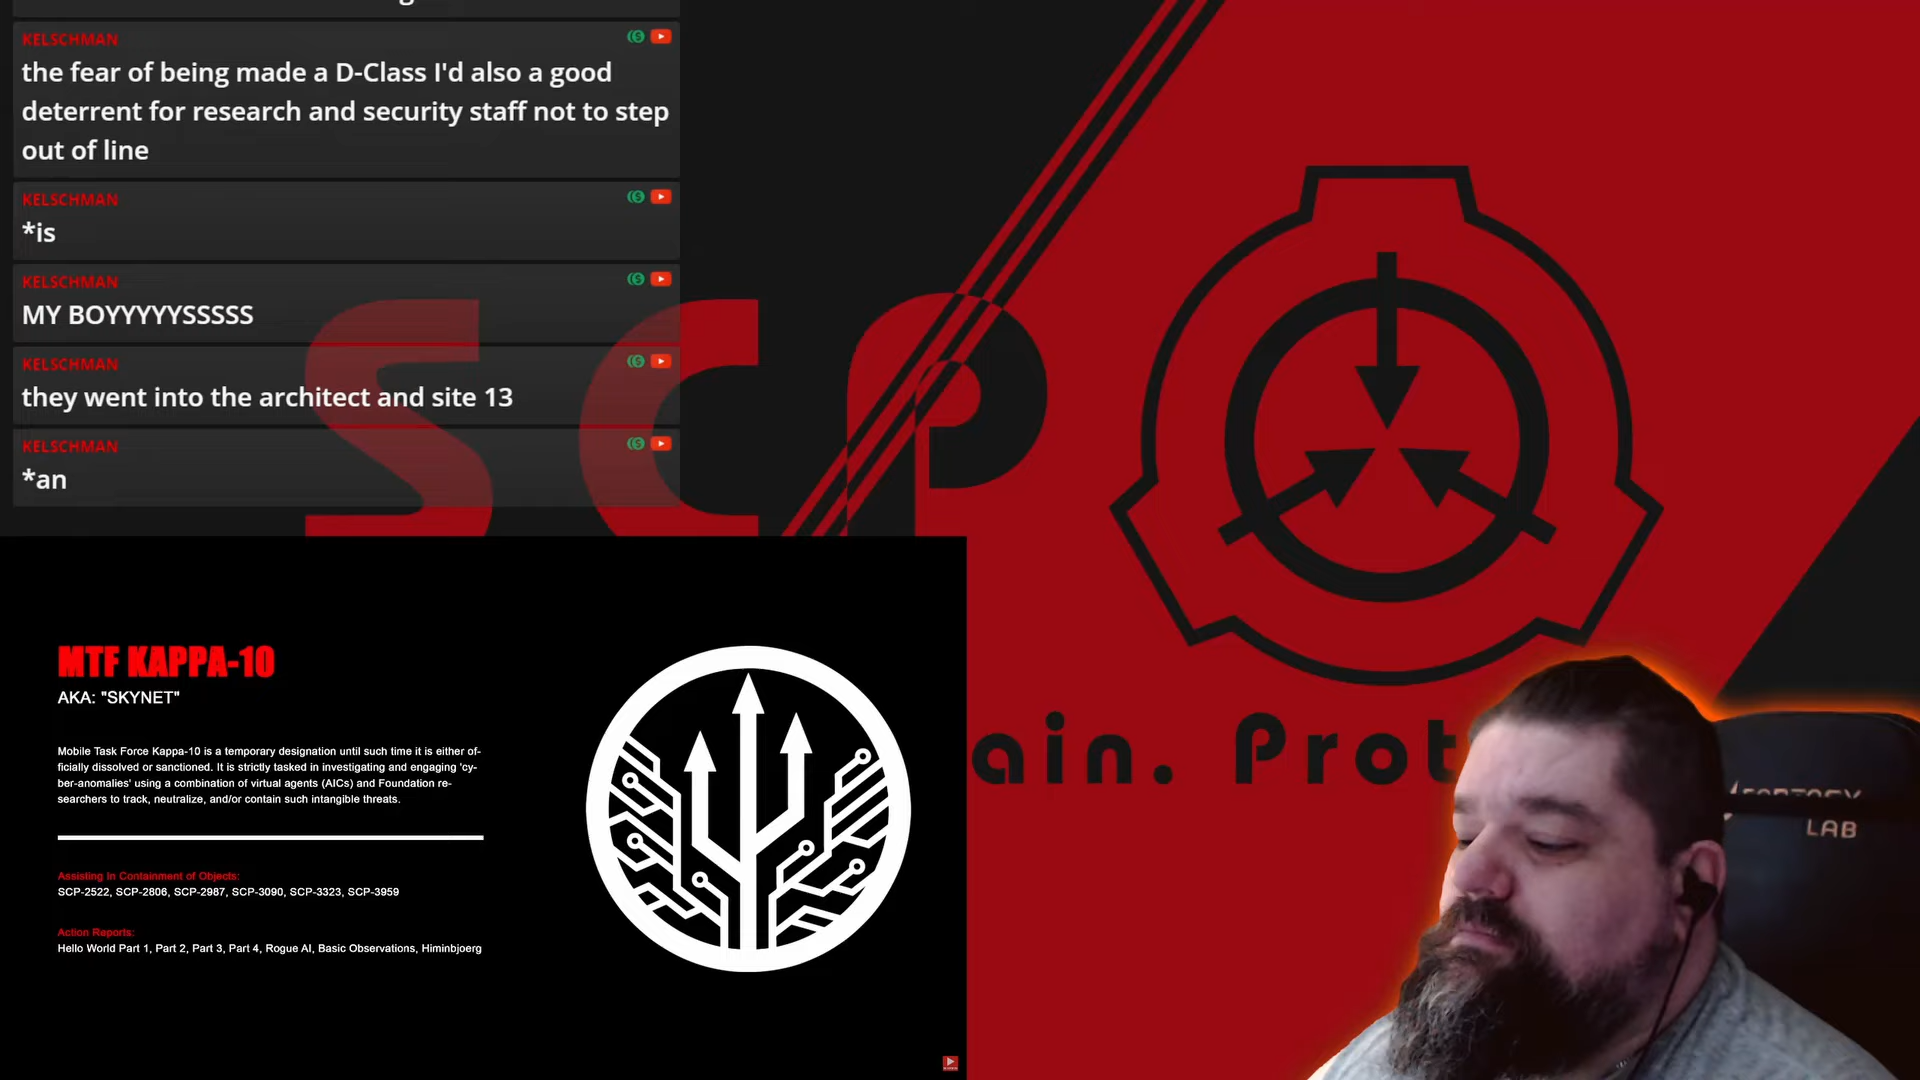 KELSCHMAN
the fear of being made a D-Class I'd also a good
deterrent for research and security staff not to step
out of line
KELSCHMAN
*is
KELSCHMAN
MY BOYYYYYSSSSS
KELSCHMAN
they went into the architect and site 13
KELSCHMAN
*an
SCP
ain. Prot
LAB
MTF KAPPA-10
AKA: "SKYNET"
Mobile Task Force Kappa-10 is a temporary designation until such time it is either of-
ficially dissolved or sanctioned. It is strictly tasked in investigating and engaging 'cy-
ber-anomalies' using a combination of virtual agents (AICs) and Foundation re-
searchers to track, neutralize, and/or contain such intangible threats.
Assisting In Containment of Objects:
SCP-2522, SCP-2806, SCP-2987, SCP-3090, SCP-3323, SCP-3959
Action Reports:
Hello World Part 1, Part 2, Part 3, Part 4, Rogue AI, Basic Observations, Himinbjoerg